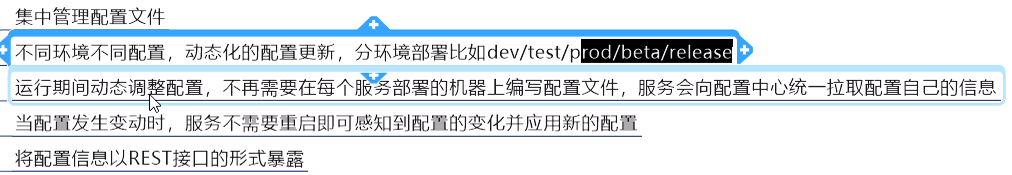 集中管理配置文件
不同环境不同配置，动态化的配置更新，分环境部署比如dev/test/prod/beta/release
运行期间动态调整配置，不再需要在每个服务部署的机器上编写配置文件，服务会向配置中心统一拉取配置自己的信息
当配置发生变动时，服务不需要重启即可感知到配置的变化并应用新的配置
将配置信息以REST接口的形式暴露